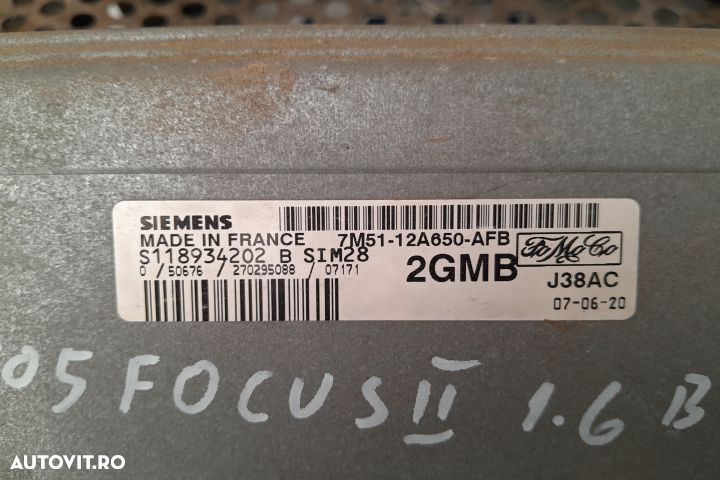 SIEMENS
MADE IN FRANCE 7M51-12A650-AFB
S118934202 B SIM28
0 / 50676 / 270295088 / 07171
2GMB
FoMoCo
J38AC
07-06-20
05 FOCUS II 1.6 B
AUTOVIT.RO